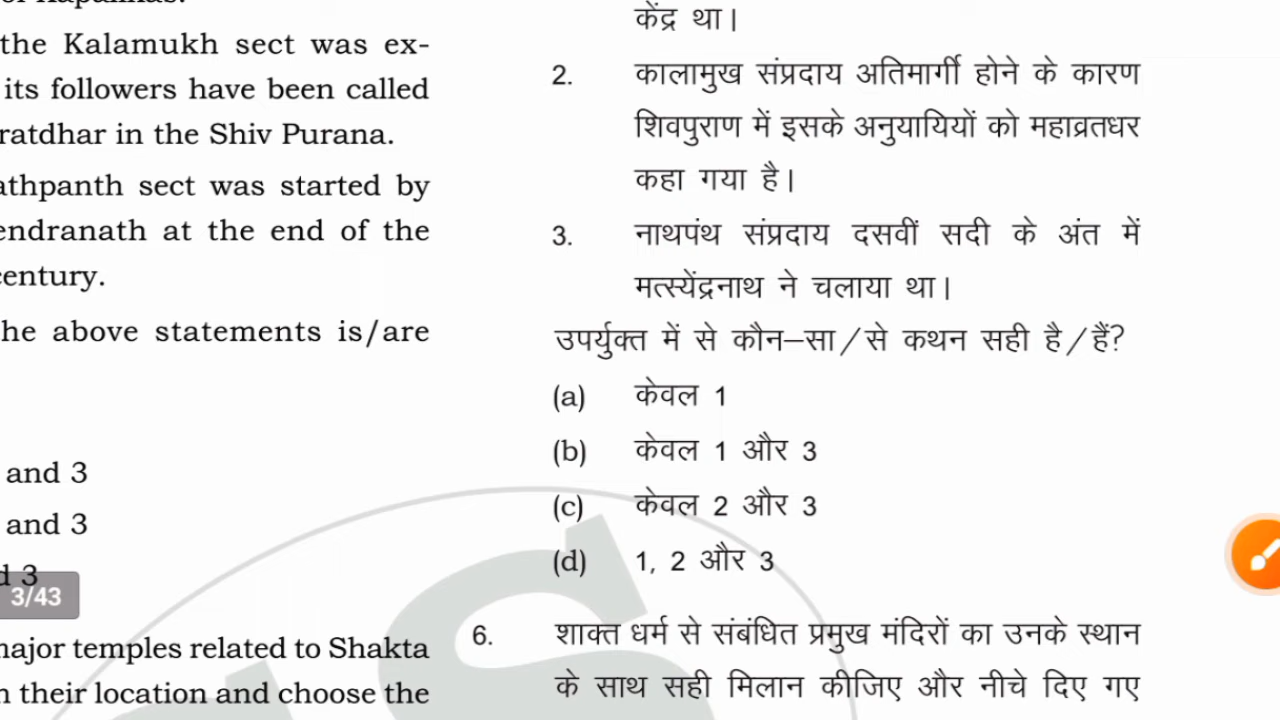 the Kalamukh sect was ex-
its followers have been called
ratdhar in the Shiv Purana.
athpanth sect was started by
endranath at the end of the
century.
he above statements is/are
and 3
and 3
d 3
3/43
major temples related to Shakta
n their location and choose the
केंद्र था।
2. कालामुख संप्रदाय अतिमार्गी होने के कारण
शिवपुराण में इसके अनुयायियों को महाव्रतधर
कहा गया है।
3. नाथपंथ संप्रदाय दसवीं सदी के अंत में
मत्स्येंद्रनाथ ने चलाया था।
उपर्युक्त में से कौन–सा/से कथन सही है/हैं?
(a) केवल 1
(b) केवल 1 और 3
(c) केवल 2 और 3
(d) 1, 2 और 3
6. शाक्त धर्म से संबंधित प्रमुख मंदिरों का उनके स्थान
के साथ सही मिलान कीजिए और नीचे दिए गए